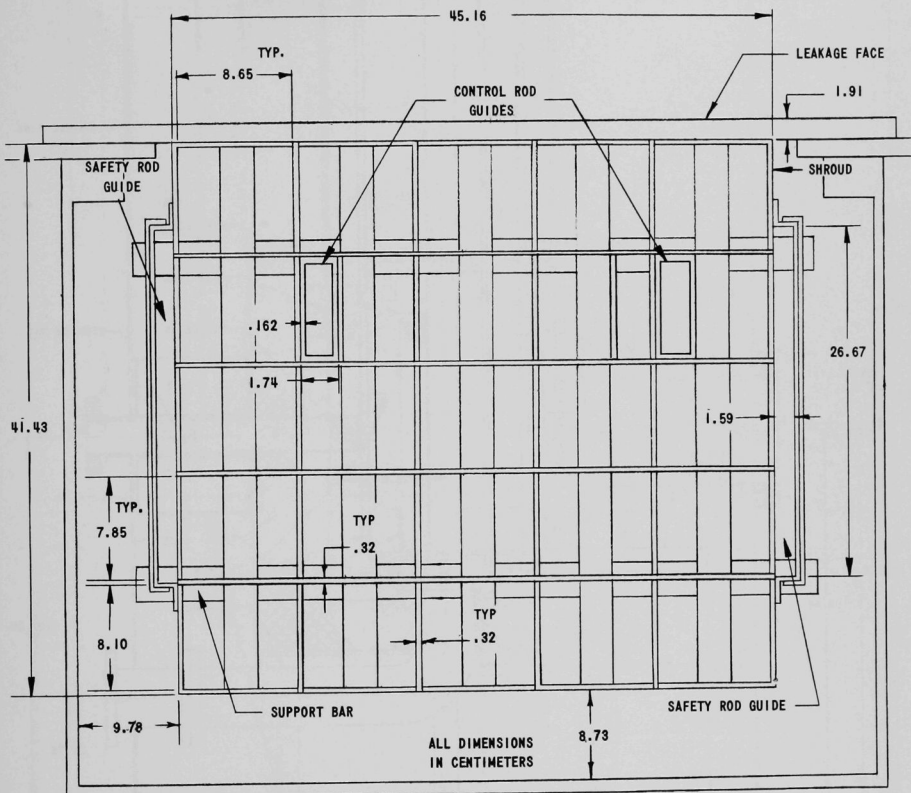 45.16
TYP.
8.65
LEAKAGE FACE
CONTROL ROD
GUIDES
1.91
SAFETY ROD
GUIDE
SHROUD
.162
26.67
1.74
1.59
41.43
TYP.
7.85
TYP
.32
TYP
.32
8.10
SUPPORT BAR
SAFETY ROD GUIDE
9.78
8.73
ALL DIMENSIONS
IN CENTIMETERS